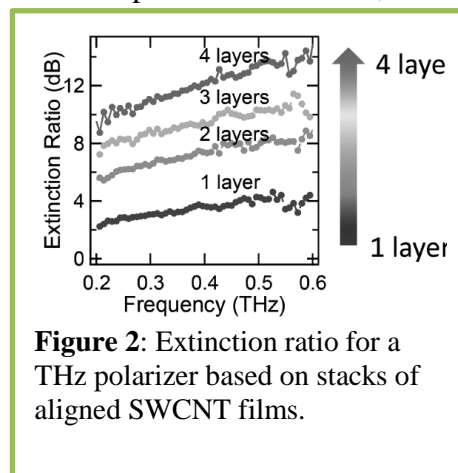 4 layers
3 layers
2 layers
1 layer
12
8
4
0
Extinction Ratio (dB)
0.2 0.3 0.4 0.5 0.6
Frequency (THz)
4 laye
1 layer
Figure 2: Extinction ratio for a
THz polarizer based on stacks of
aligned SWCNT films.